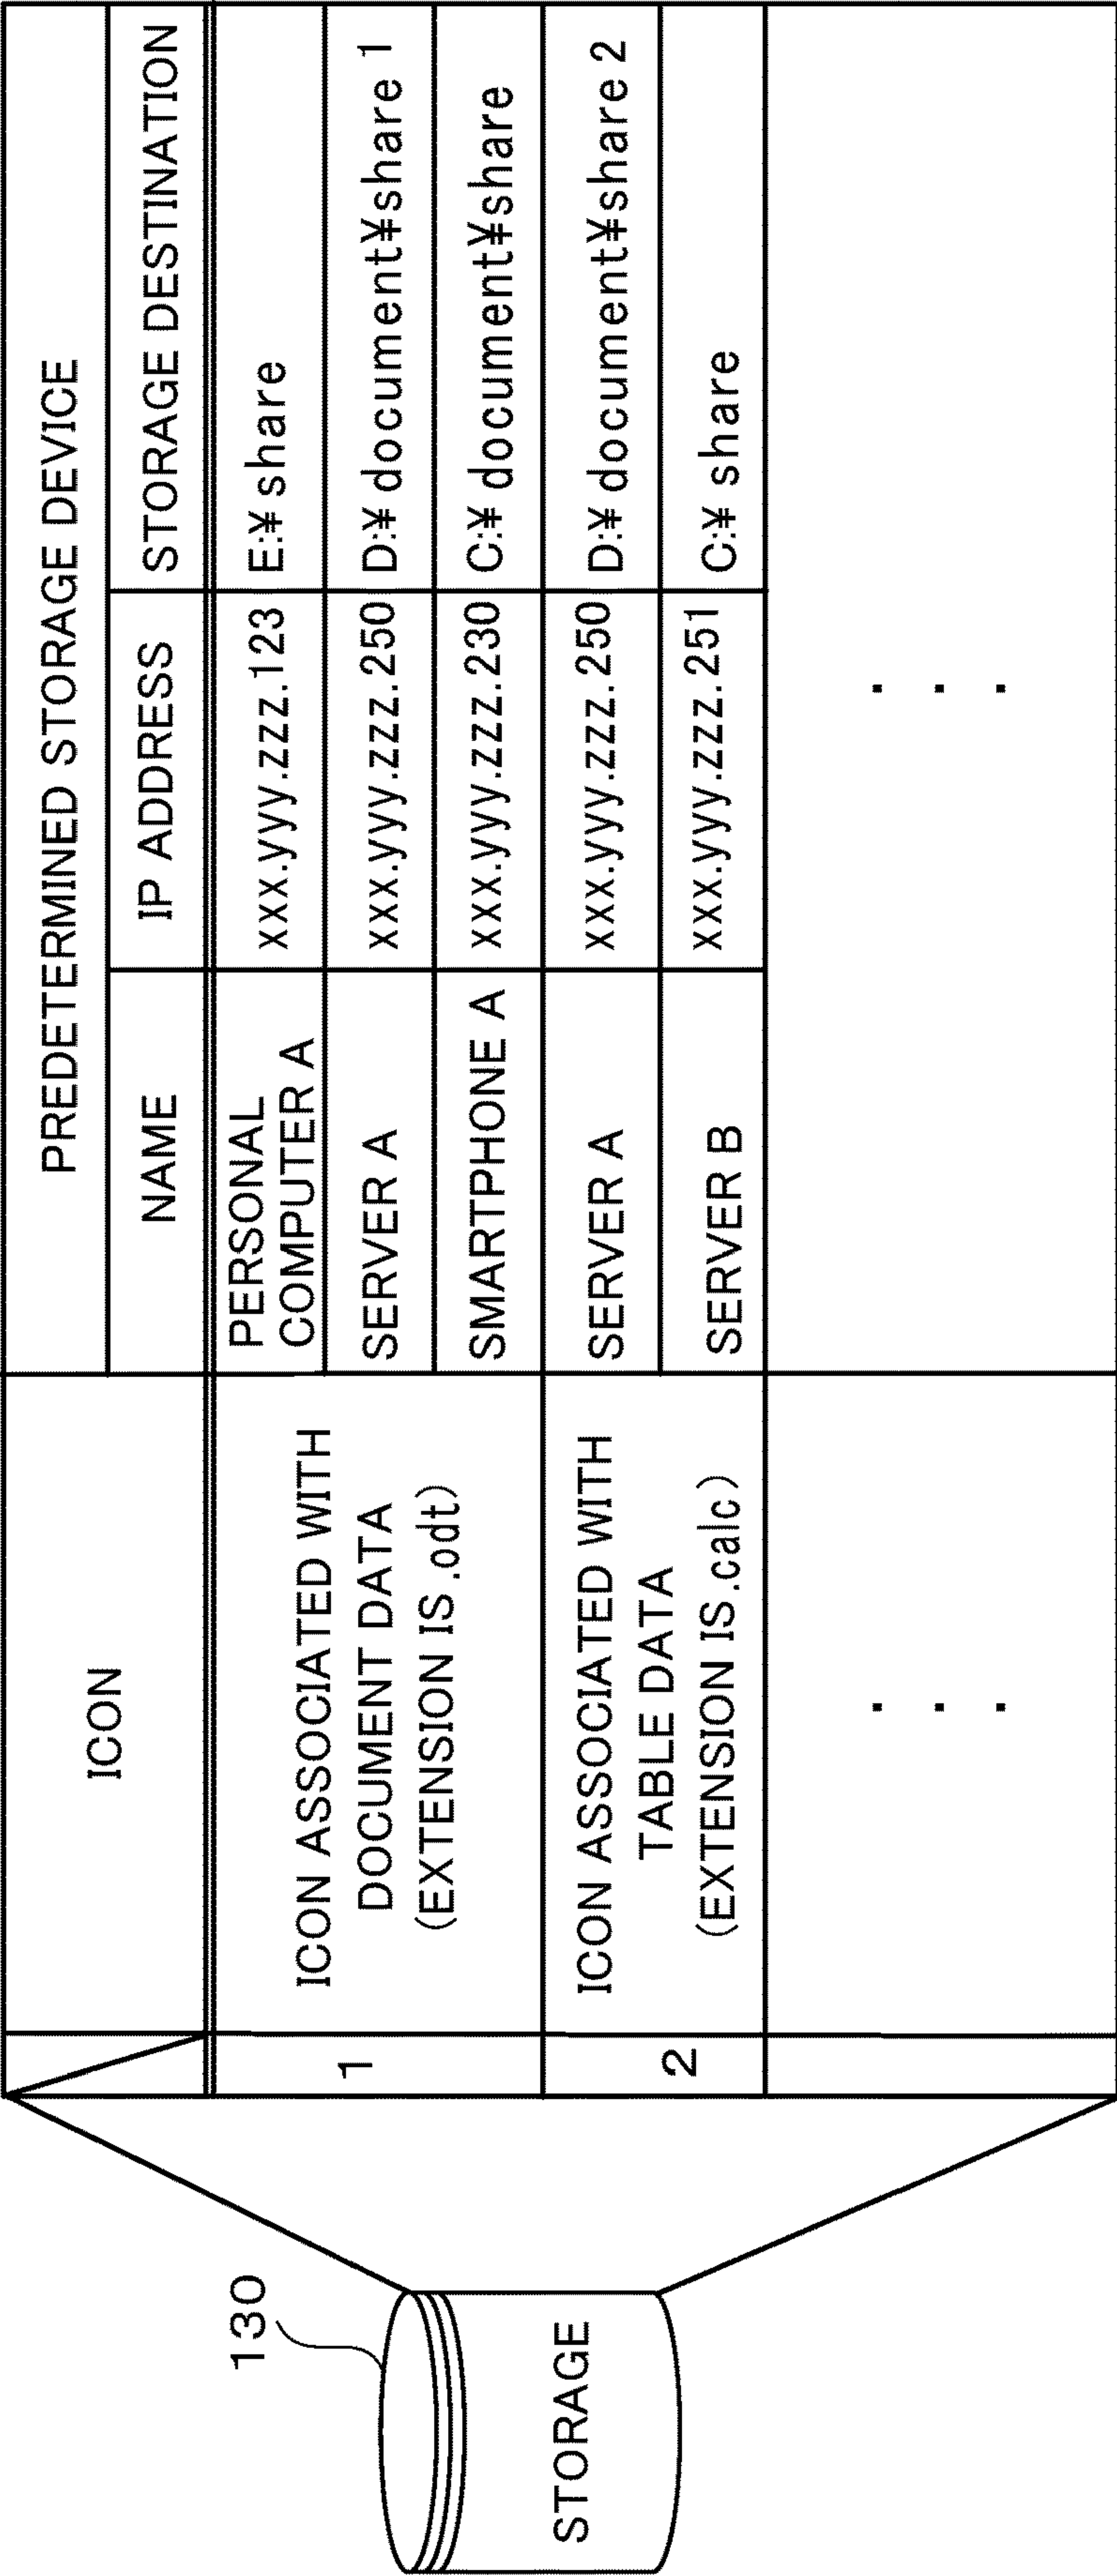 130
STORAGE
ICON
PREDETERMINED STORAGE DEVICE
NAME
IP ADDRESS
STORAGE DESTINATION
1
ICON ASSOCIATED WITH
DOCUMENT DATA
(EXTENSION IS .odt)
PERSONAL
COMPUTER A
xxx.yyy.zzz.123
E:¥ share
SERVER A
xxx.yyy.zzz.250
D:¥ document¥share 1
SMARTPHONE A
xxx.yyy.zzz.230
C:¥ document¥share
2
ICON ASSOCIATED WITH
TABLE DATA
(EXTENSION IS .calc)
SERVER A
xxx.yyy.zzz.250
D:¥ document¥share 2
SERVER B
xxx.yyy.zzz.251
C:¥ share